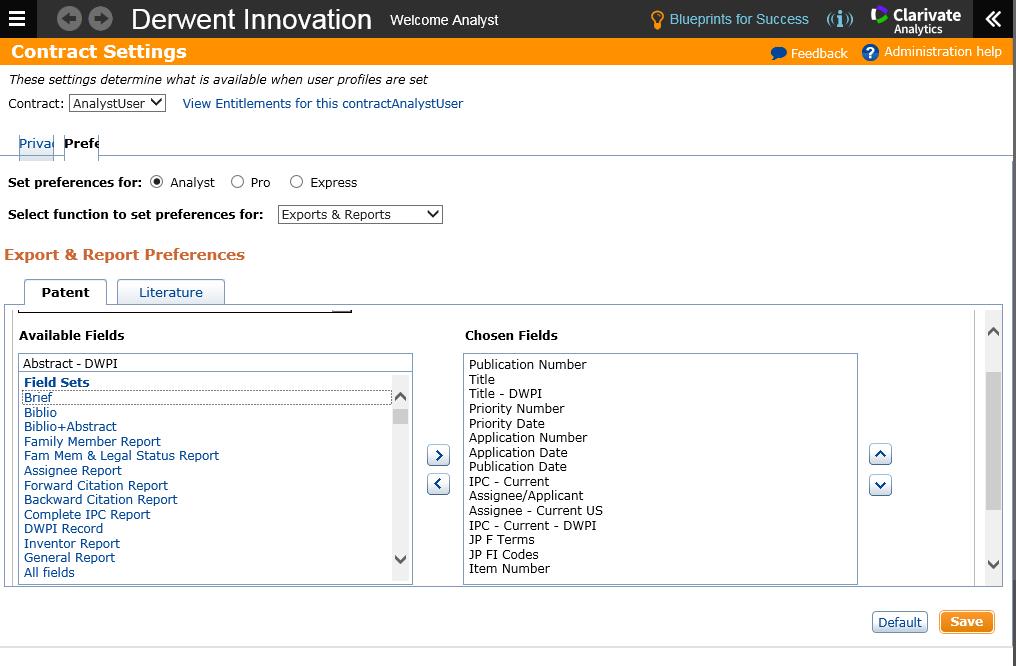 Derwent Innovation Welcome Analyst Blueprints for Success Clarivate Analytics
Contract Settings Feedback Administration help
These settings determine what is available when user profiles are set
Contract: AnalystUser View Entitlements for this contractAnalystUser
Priva Prefe
Set preferences for: Analyst Pro Express
Select function to set preferences for: Exports & Reports
Export & Report Preferences
Patent Literature
Available Fields
Abstract - DWPI
Field Sets
Brief
Biblio
Biblio+Abstract
Family Member Report
Fam Mem & Legal Status Report
Assignee Report
Forward Citation Report
Backward Citation Report
Complete IPC Report
DWPI Record
Inventor Report
General Report
All fields
Chosen Fields
Publication Number
Title
Title - DWPI
Priority Number
Priority Date
Application Number
Application Date
Publication Date
IPC - Current
Assignee/Applicant
Assignee - Current US
IPC - Current - DWPI
JP F Terms
JP FI Codes
Item Number
Default Save